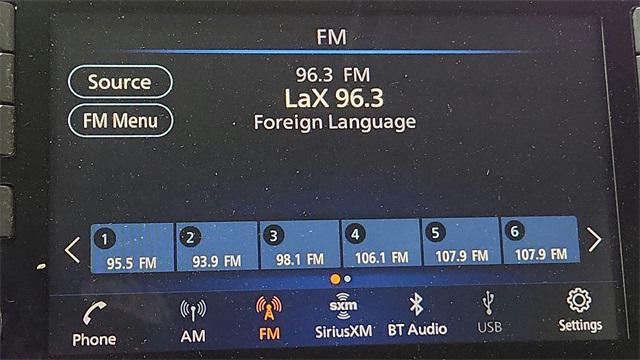 FM
Source
96.3 FM
LaX 96.3
FM Menu
Foreign Language
1 2 3 4 5 6
95.5 FM 93.9 FM 98.1 FM 106.1 FM 107.9 FM 107.9 FM
Phone AM FM sxm SiriusXM BT Audio USB Settings